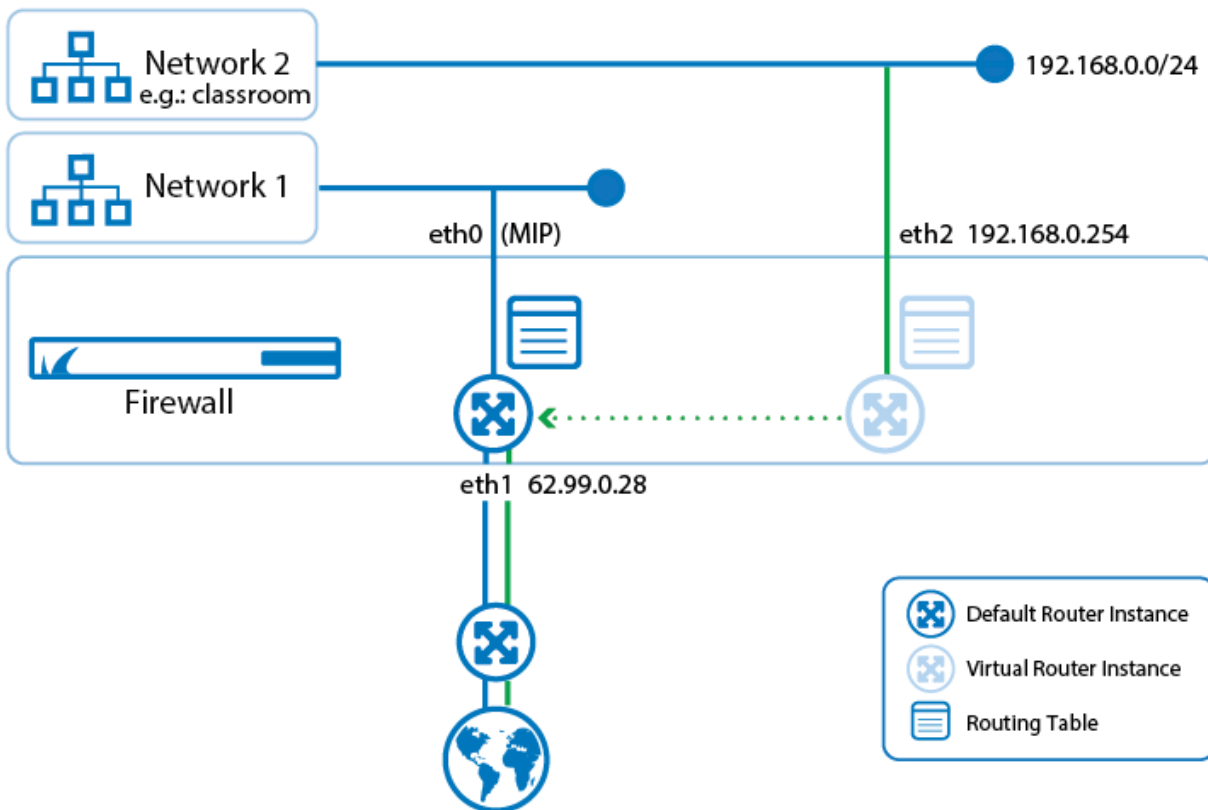 Network 2
e.g.: classroom
192.168.0.0/24
Network 1
eth0 (MIP)
eth2 192.168.0.254
Firewall
eth1 62.99.0.28
Default Router Instance
Virtual Router Instance
Routing Table